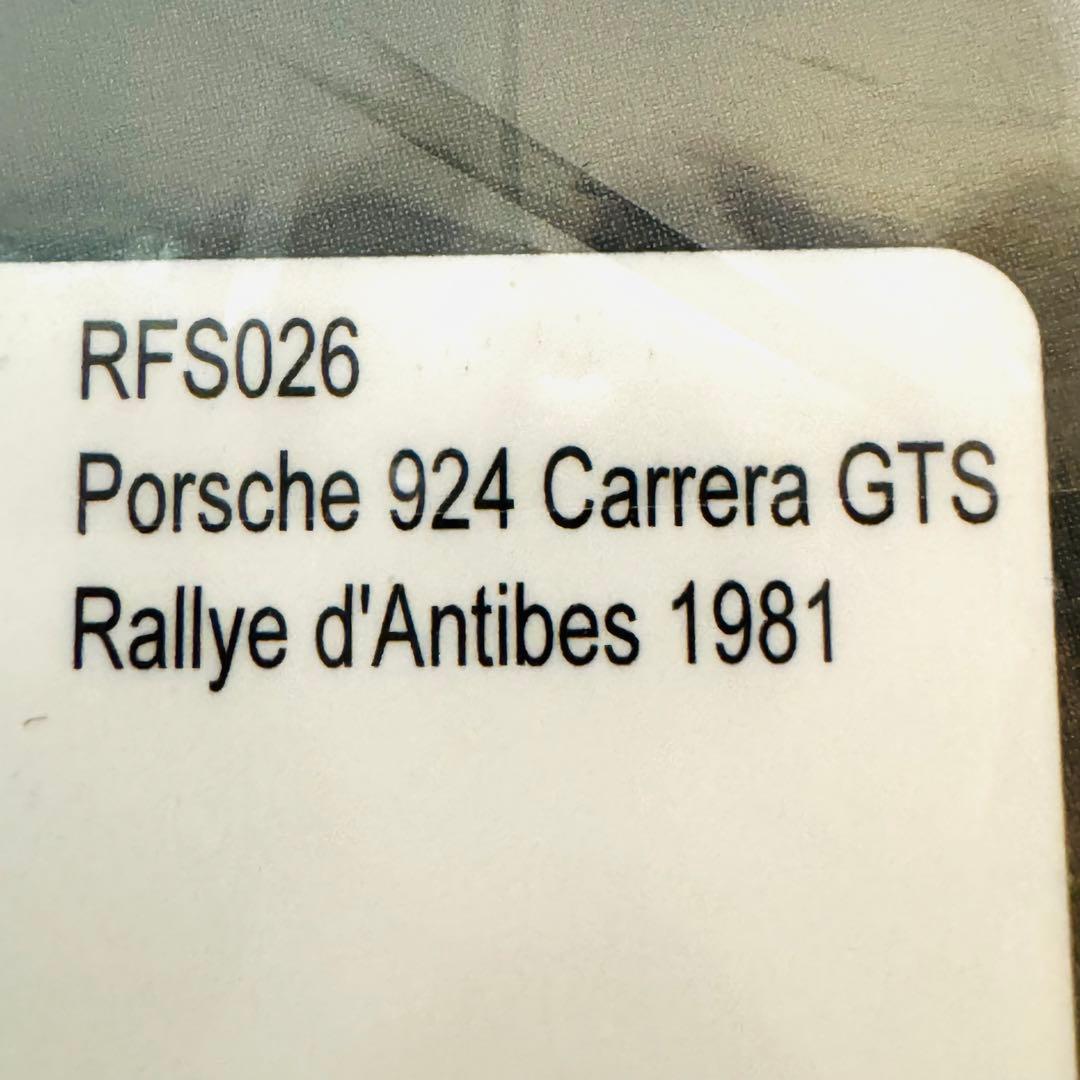 RFS026
Porsche 924 Carrera GTS
Rallye d'Antibes 1981